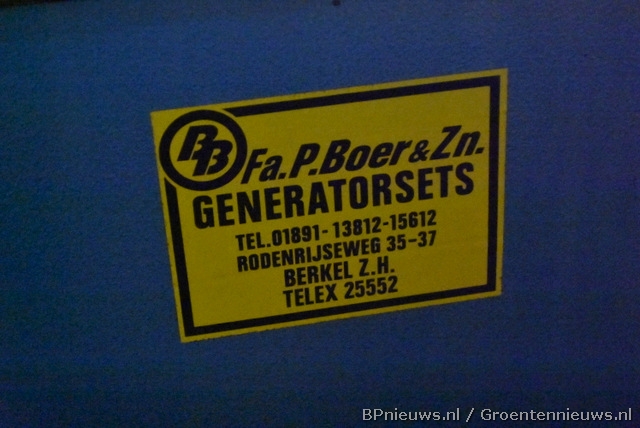 BB
Fa. P. Boer & Zn.
GENERATORSETS
TEL. 01891-13812-15612
RODENRIJSEWEG 35-37
BERKEL Z.H.
TELEX 25552
BPnieuws.nl / Groentennieuws.nl